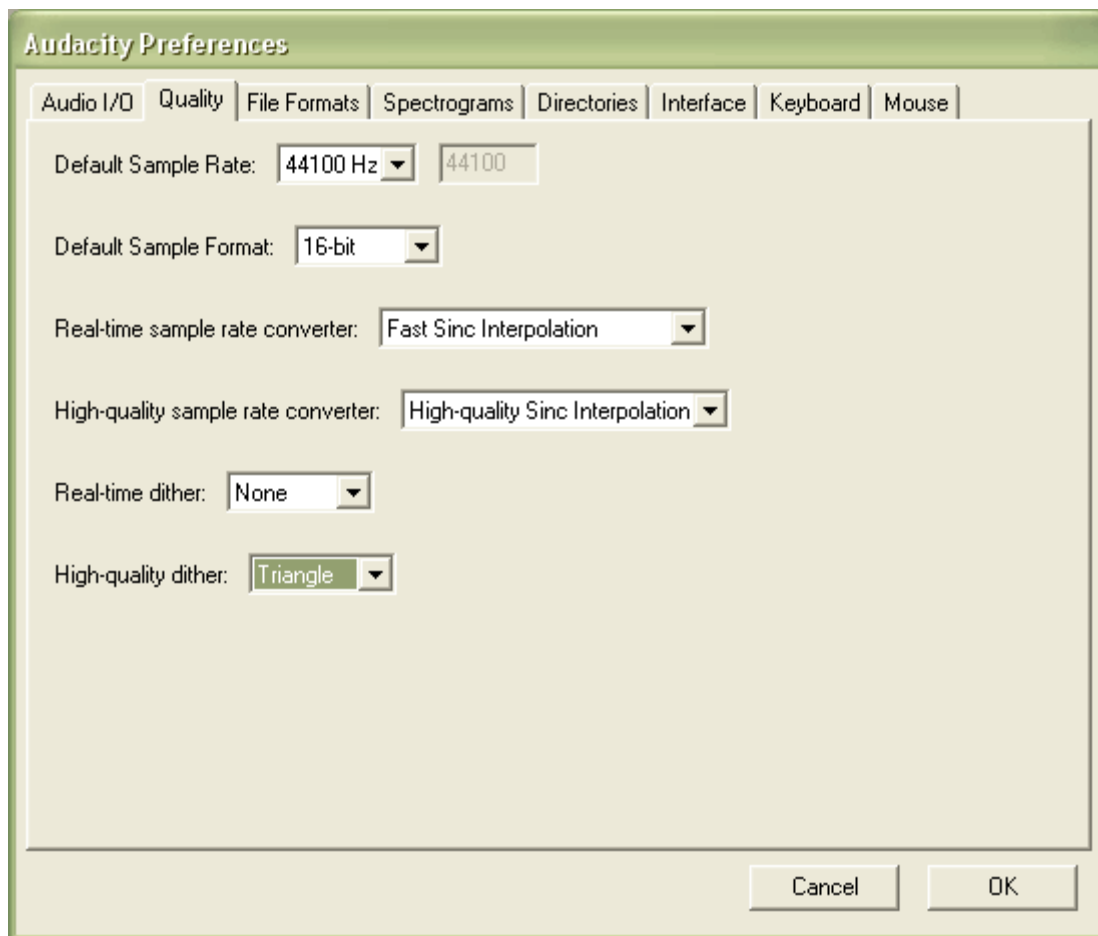 Audacity Preferences
Audio I/O Quality File Formats Spectrograms Directories Interface Keyboard Mouse
Default Sample Rate: 44100 Hz 44100
Default Sample Format: 16-bit
Real-time sample rate converter: Fast Sinc Interpolation
High-quality sample rate converter: High-quality Sinc Interpolation
Real-time dither: None
High-quality dither: Triangle
Cancel OK